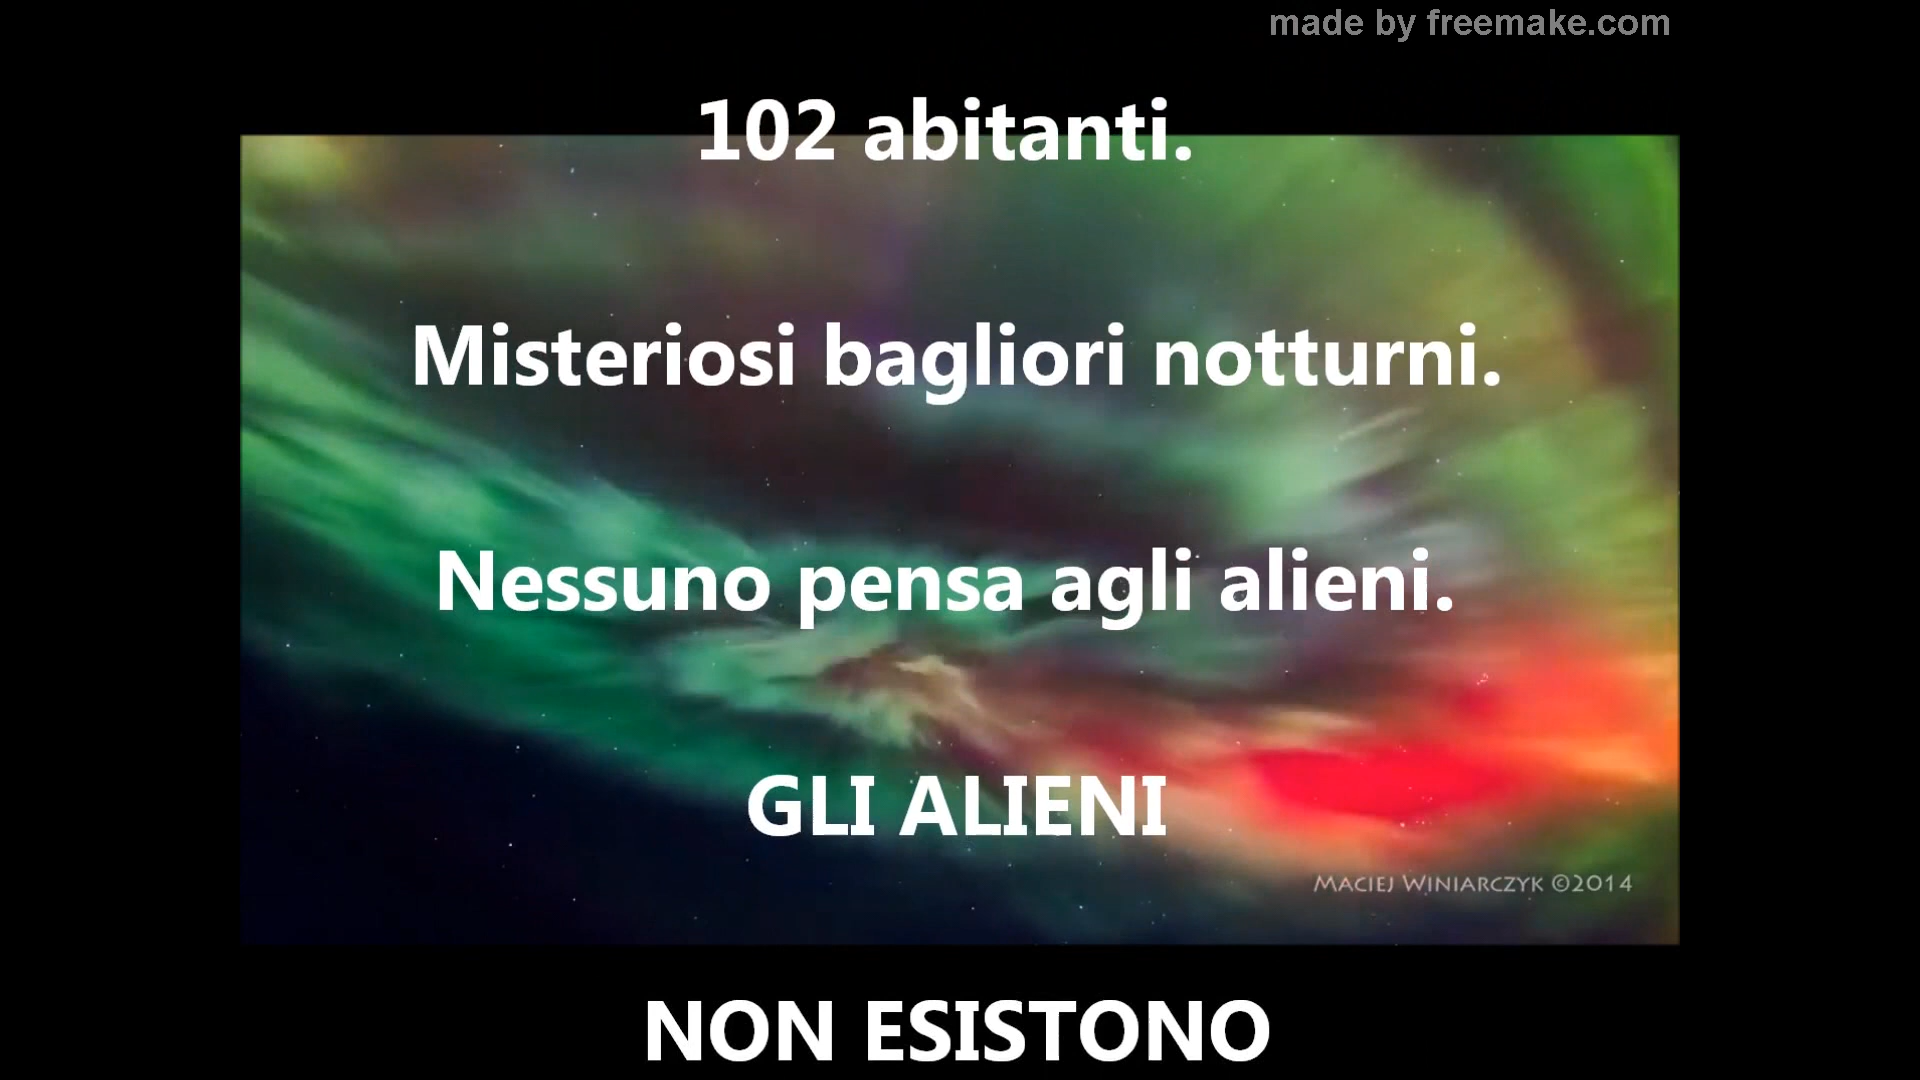 made by freemake.com
102 abitanti.
Misteriosi bagliori notturni.
Nessuno pensa agli alieni.
GLI ALIENI
MACIEJ WINIARCZYK ©2014
NON ESISTONO